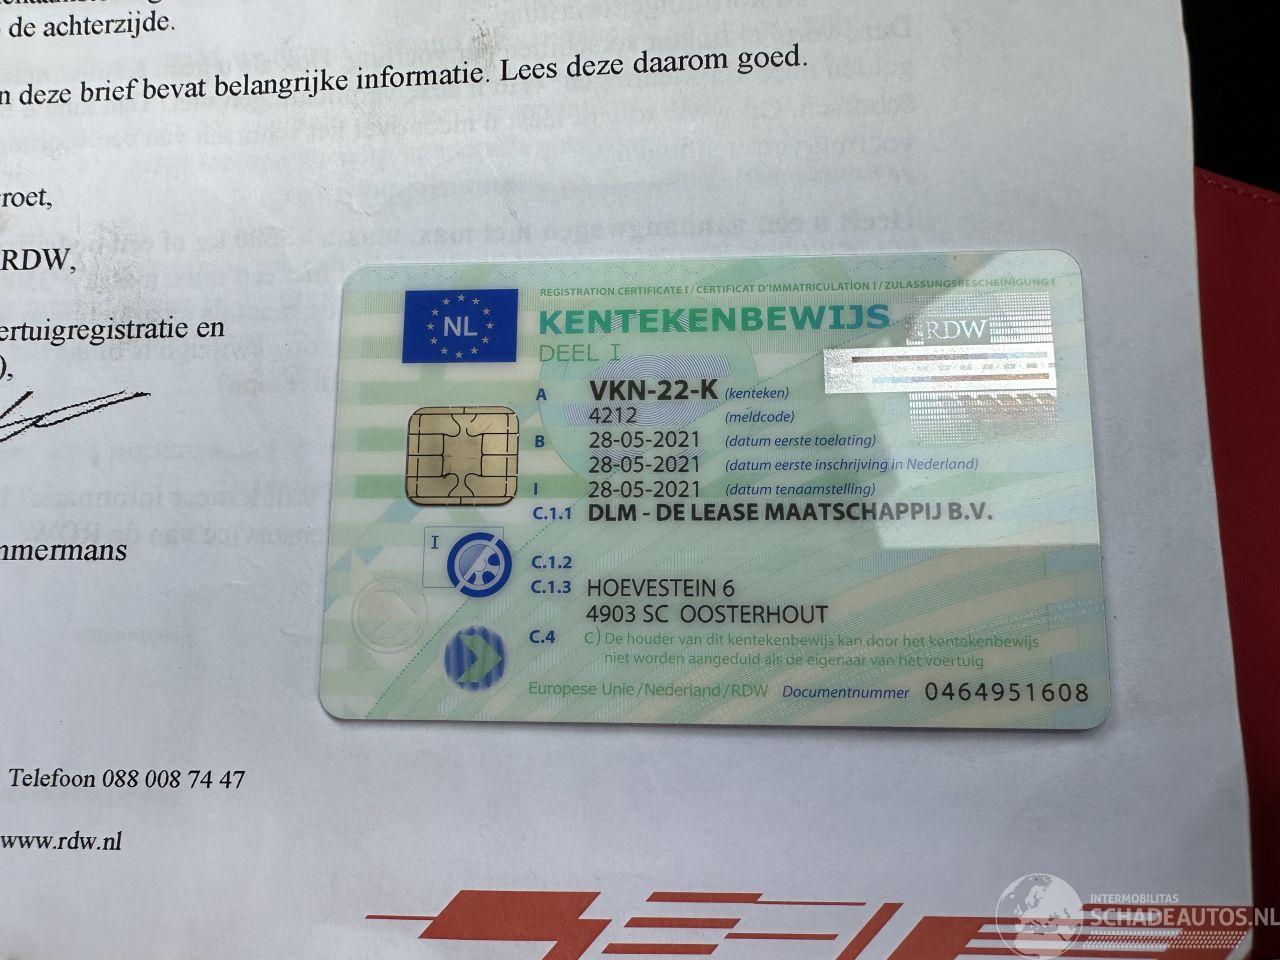 de achterzijde.
n deze brief bevat belangrijke informatie. Lees deze daarom goed.
roet,
RDW,
ertuigregistratie en
),
mmermans
Telefoon 088 008 74 47
www.rdw.nl
NL
REGISTRATION CERTIFICATE I / CERTIFICAT D'IMMATRICULATION I / ZULASSUNGSBESCHEINIGUNG I
KENTEKENBEWIJS
DEEL I
RDW
A VKN-22-K (kenteken)
4212 (meldcode)
B 28-05-2021 (datum eerste toelating)
28-05-2021 (datum eerste inschrijving in Nederland)
I 28-05-2021 (datum tenaamstelling)
C.1.1 DLM - DE LEASE MAATSCHAPPIJ B.V.
I
C.1.2
C.1.3 HOEVESTEIN 6
4903 SC OOSTERHOUT
C.4 C) De houder van dit kentekenbewijs kan door het kentekenbewijs
niet worden aangeduid als de eigenaar van het voertuig
Europese Unie/Nederland/RDW Documentnummer 0464951608
INTERMOBILITAS
SCHADEAUTOS.NL